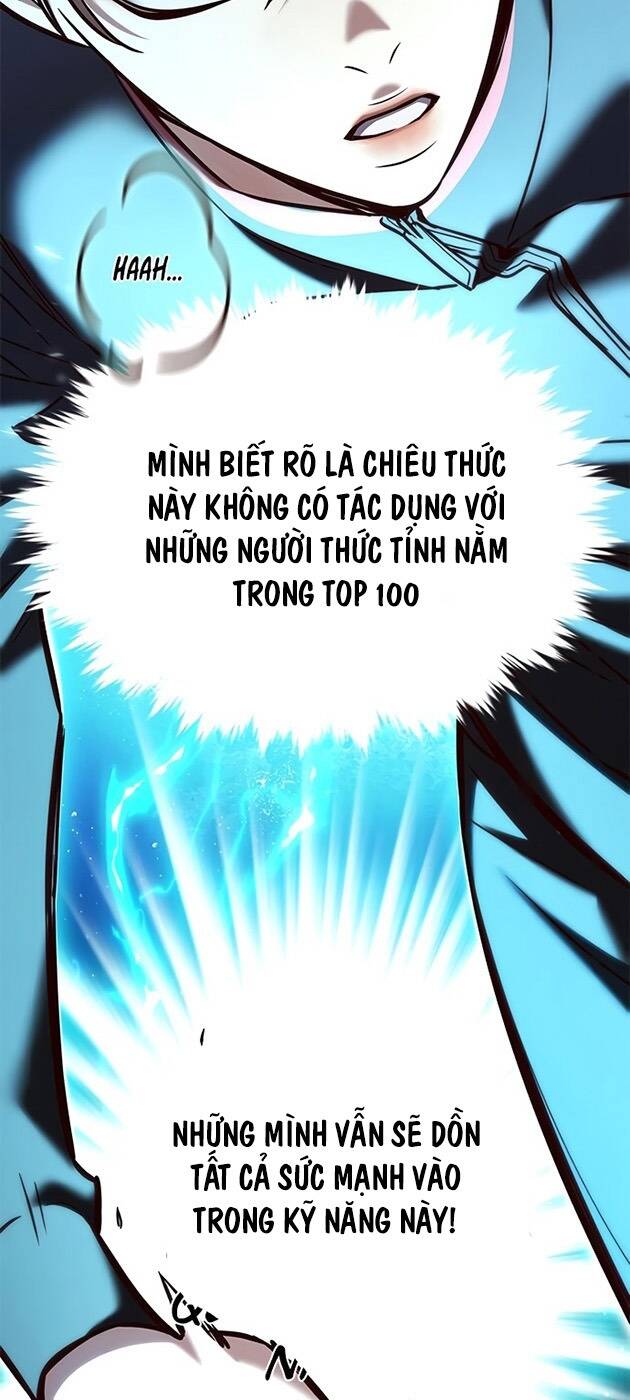 HAAH...
MÌNH BIẾT RÕ LÀ CHIÊU THỨC
NÀY KHÔNG CÓ TÁC DỤNG VỚI
NHỮNG NGƯỜI THỨC TỈNH NẰM
TRONG TOP 100
NHỮNG MÌNH VẪN SẼ DỒN
TẤT CẢ SỨC MẠNH VÀO
TRONG KỸ NĂNG NÀY!